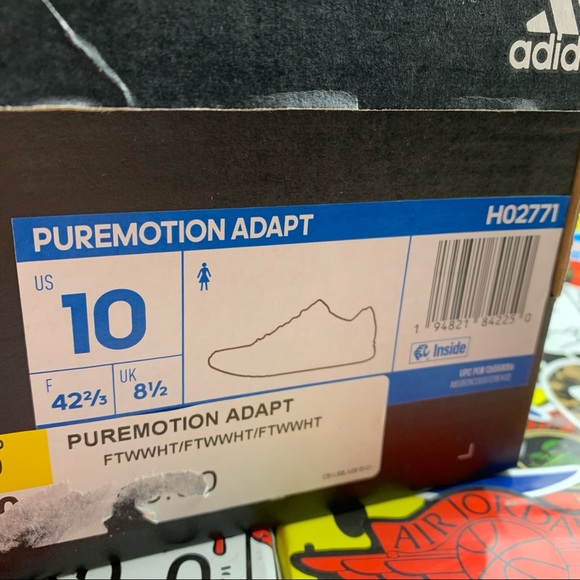 adid
PUREMOTION ADAPT
H02771
US
10
F
42⅔
UK
8½
1 94821 84225 0
Inside
PUREMOTION ADAPT
FTWWHT/FTWWHT/FTWWHT
AIR JORDAN